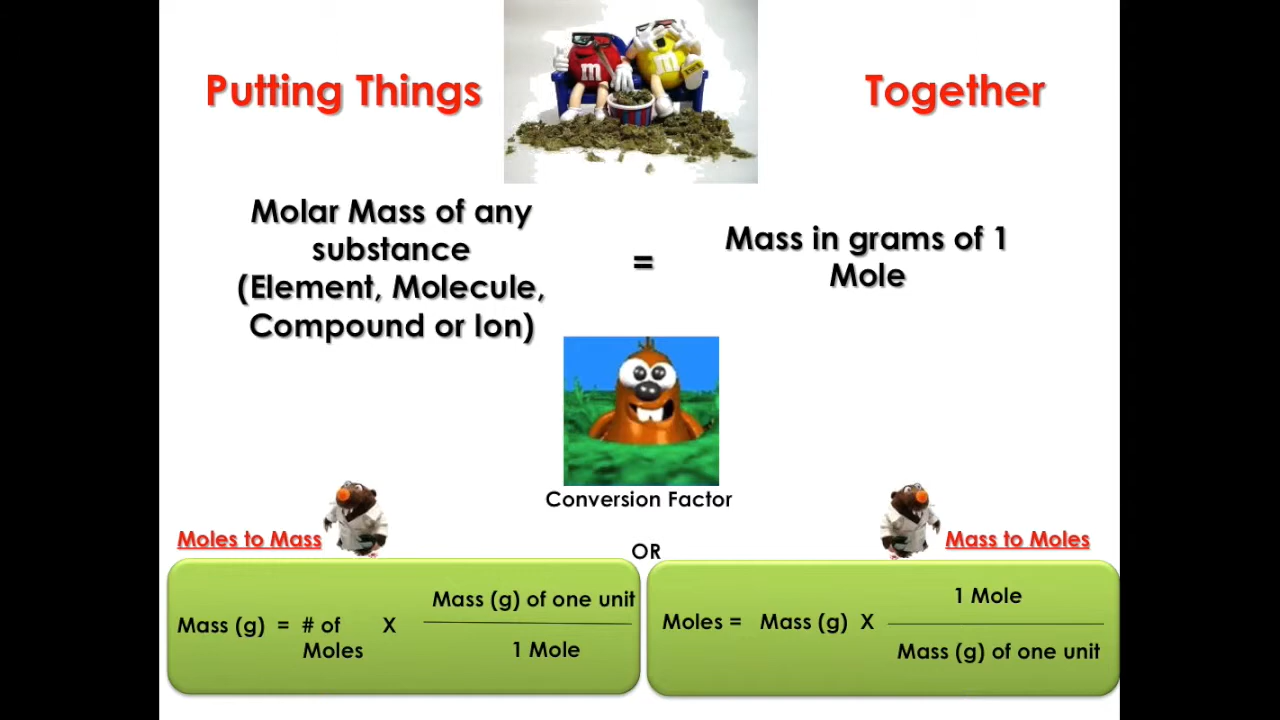 Putting Things
Together
m
m
Molar Mass of any
substance
(Element, Molecule,
Compound or Ion)
=
Mass in grams of 1
Mole
Conversion Factor
OR
Moles to Mass
Mass (g) = # of
Moles
X
Mass (g) of one unit
1 Mole
Mass to Moles
Moles = Mass (g) X
1 Mole
Mass (g) of one unit